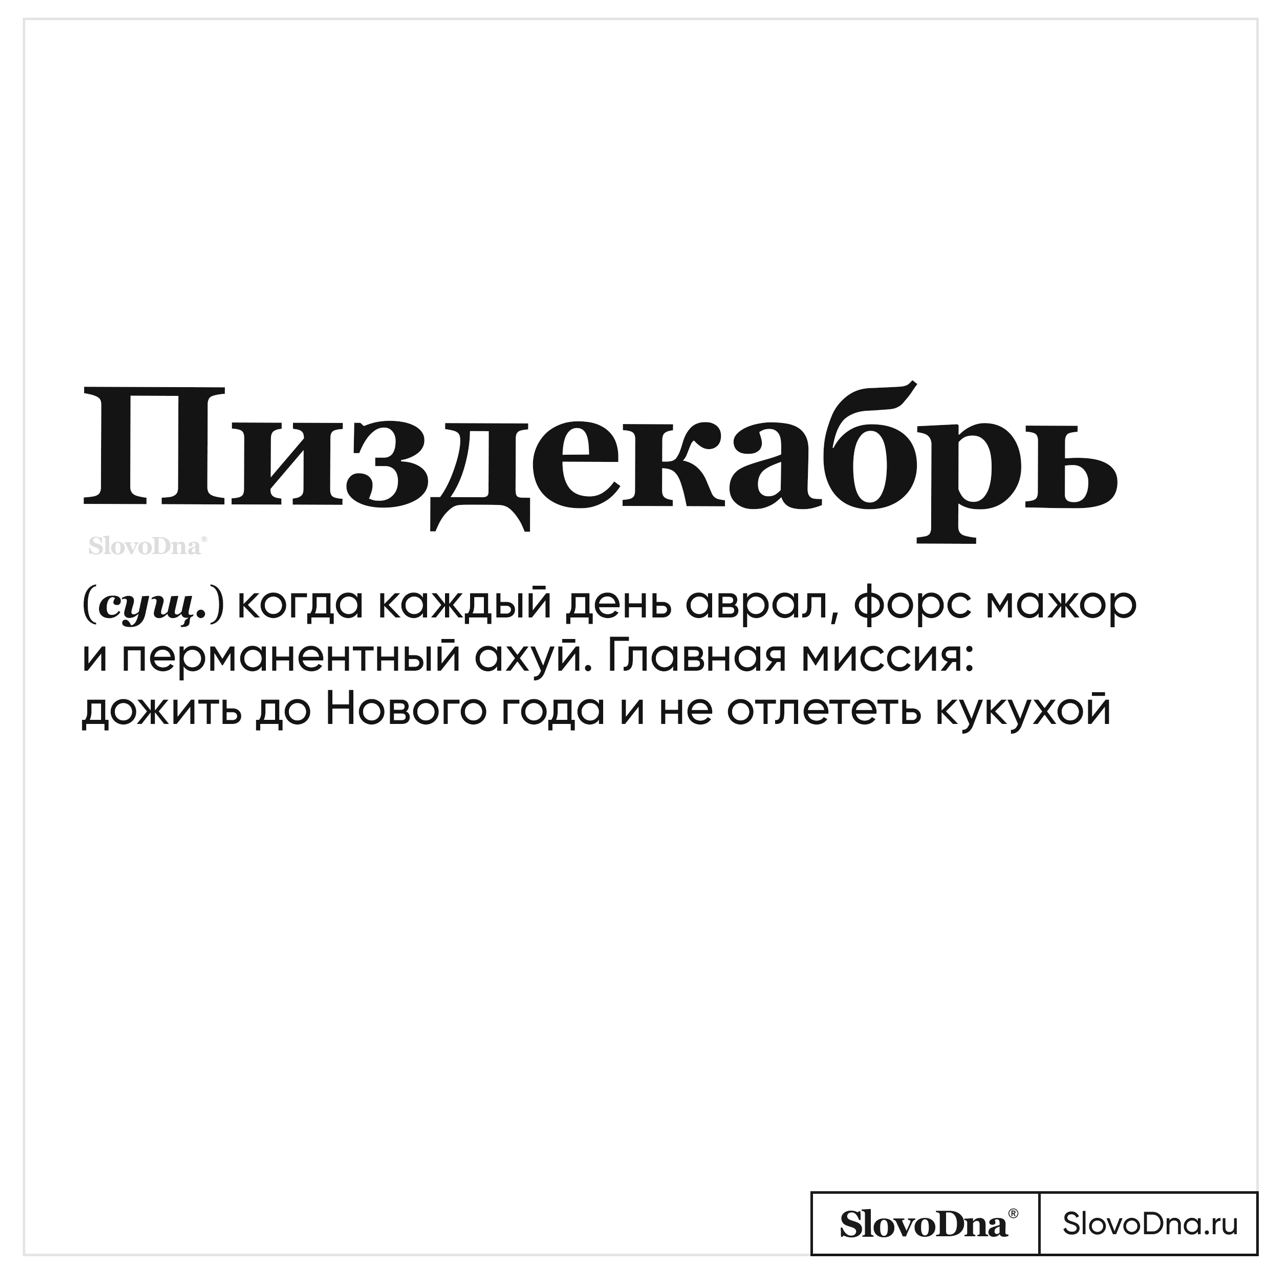 Пиздекабрь
SlovoDna®
(сущ.) когда каждый день аврал, форс мажор
и перманентный ахуй. Главная миссия:
дожить до Нового года и не отлететь кукухой
SlovoDna® SlovoDna.ru